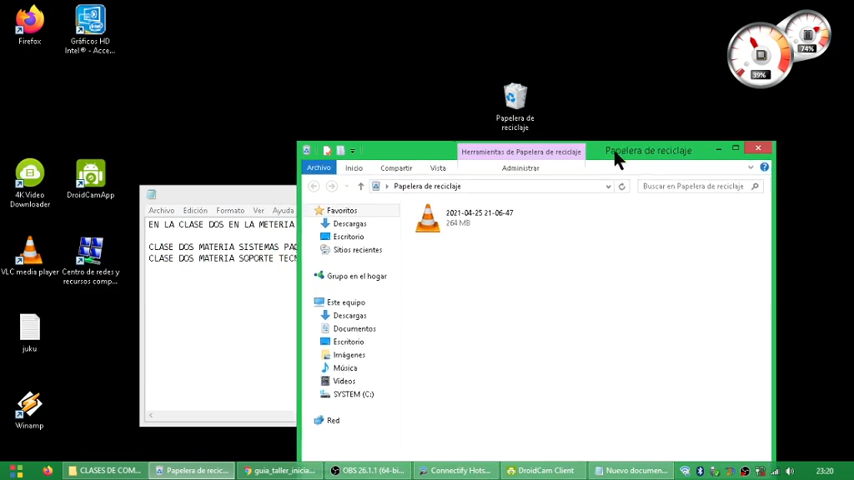 Firefox
Gráficos HD
Intel® - Acce...
39%
74%
Papelera de
reciclaje
4K Video
Downloader
DroidCamApp
VLC media player
Centro de redes y
recursos comp...
juku
Winamp
Archivo Edición Formato Ver Ayuda
EN LA CLASE DOS EN LA METERIA
CLASE DOS MATERIA SISTEMAS PAQ
CLASE DOS MATERIA SOPORTE TECN
Herramientas de Papelera de reciclaje
Papelera de reciclaje
Archivo Inicio Compartir Vista Administrar
Papelera de reciclaje
Buscar en Papelera de reciclaje
Favoritos
Descargas
Escritorio
Sitios recientes
Grupo en el hogar
Este equipo
Descargas
Documentos
Escritorio
Imágenes
Música
Vídeos
SYSTEM (C:)
Red
2021-04-25 21-06-47
264 MB
CLASES DE COM...
Papelera de recic...
guia_taller_inicia...
OBS 26.1.1 (64-bi...
Connectify Hots...
DroidCam Client
Nuevo documen...
23:20